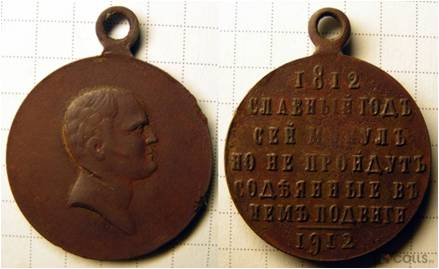 1812
СЛАВНЫЙ ГОДЪ
СЕЙ МИНУЛЪ
НО НЕ ПРОЙДУТЪ
СОДѢЯННЫЕ ВЪ
НЕМЪ ПОДВИГИ
1912